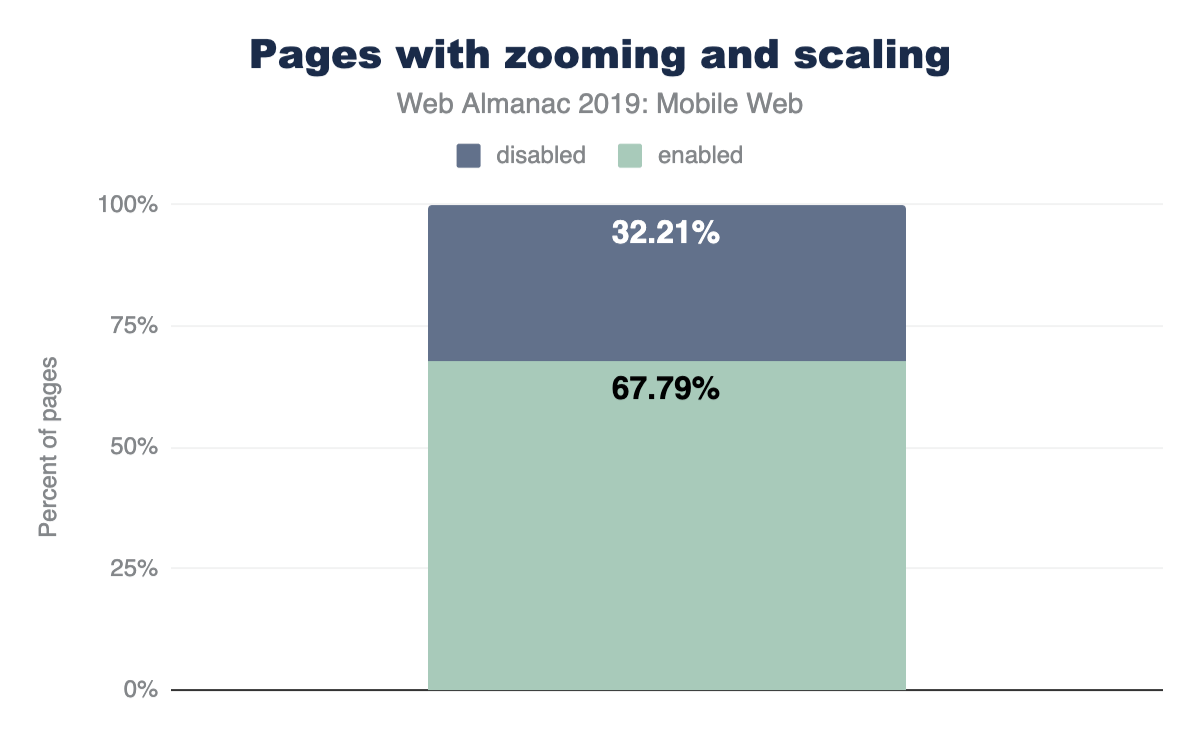 Pages with zooming and scaling
Web Almanac 2019: Mobile Web
disabled enabled
100%
32.21%
75%
67.79%
50%
25%
0%
Percent of pages